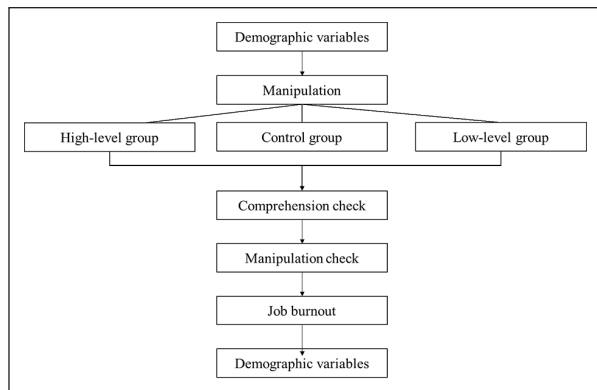 Demographic variables
Manipulation
High-level group
Control group
Low-level group
Comprehension check
Manipulation check
Job burnout
Demographic variables